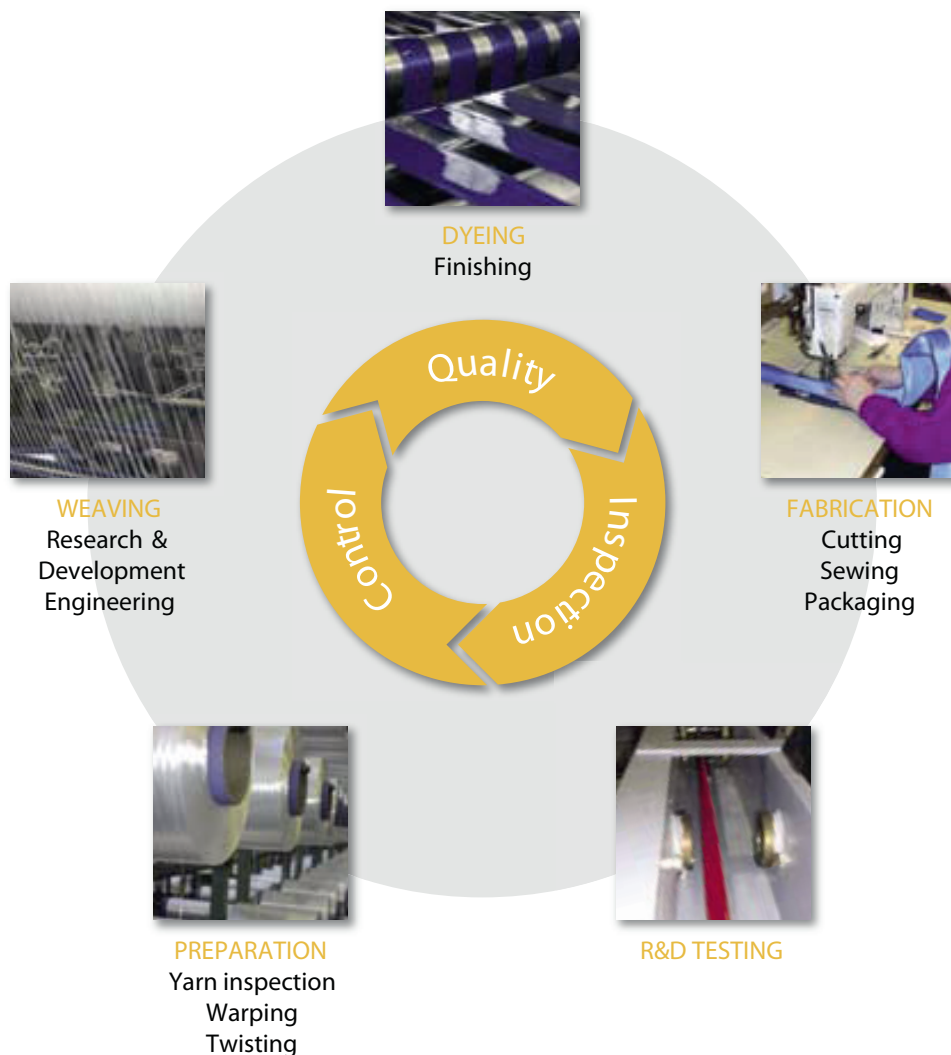 DYEING
Finishing
WEAVING
Research &
Development
Engineering
Quality
Inspection
Control
FABRICATION
Cutting
Sewing
Packaging
PREPARATION
Yarn inspection
Warping
Twisting
R&D TESTING